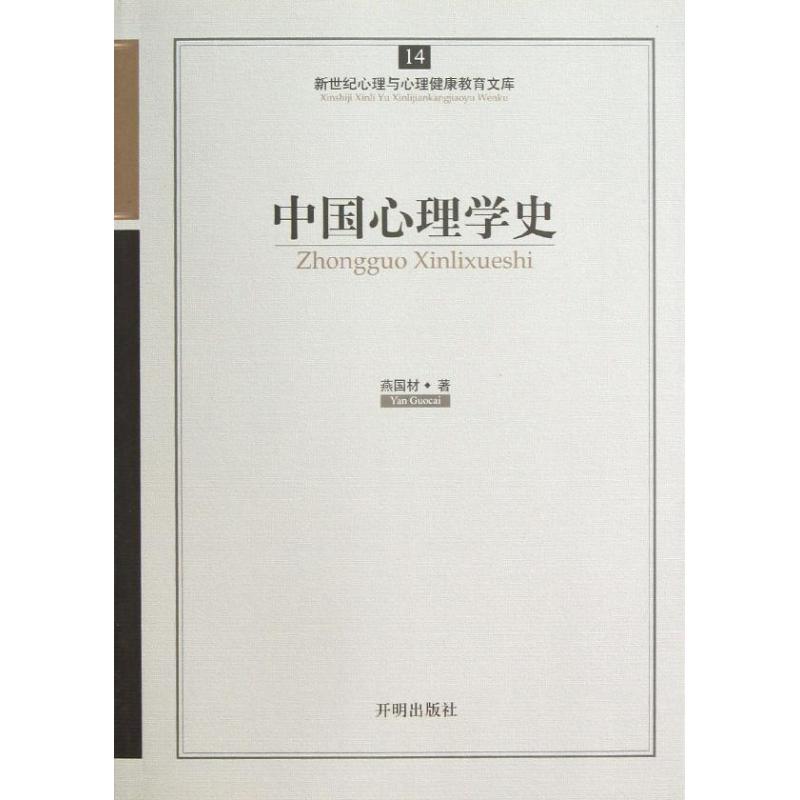 14
新世纪心理与心理健康教育文库
Xinshiji Xinli Yu Xinlijiankangjiaoyu Wenku
中国心理学史
Zhongguo Xinlixueshi
燕国材◆著
Yan Guocai
开明出版社